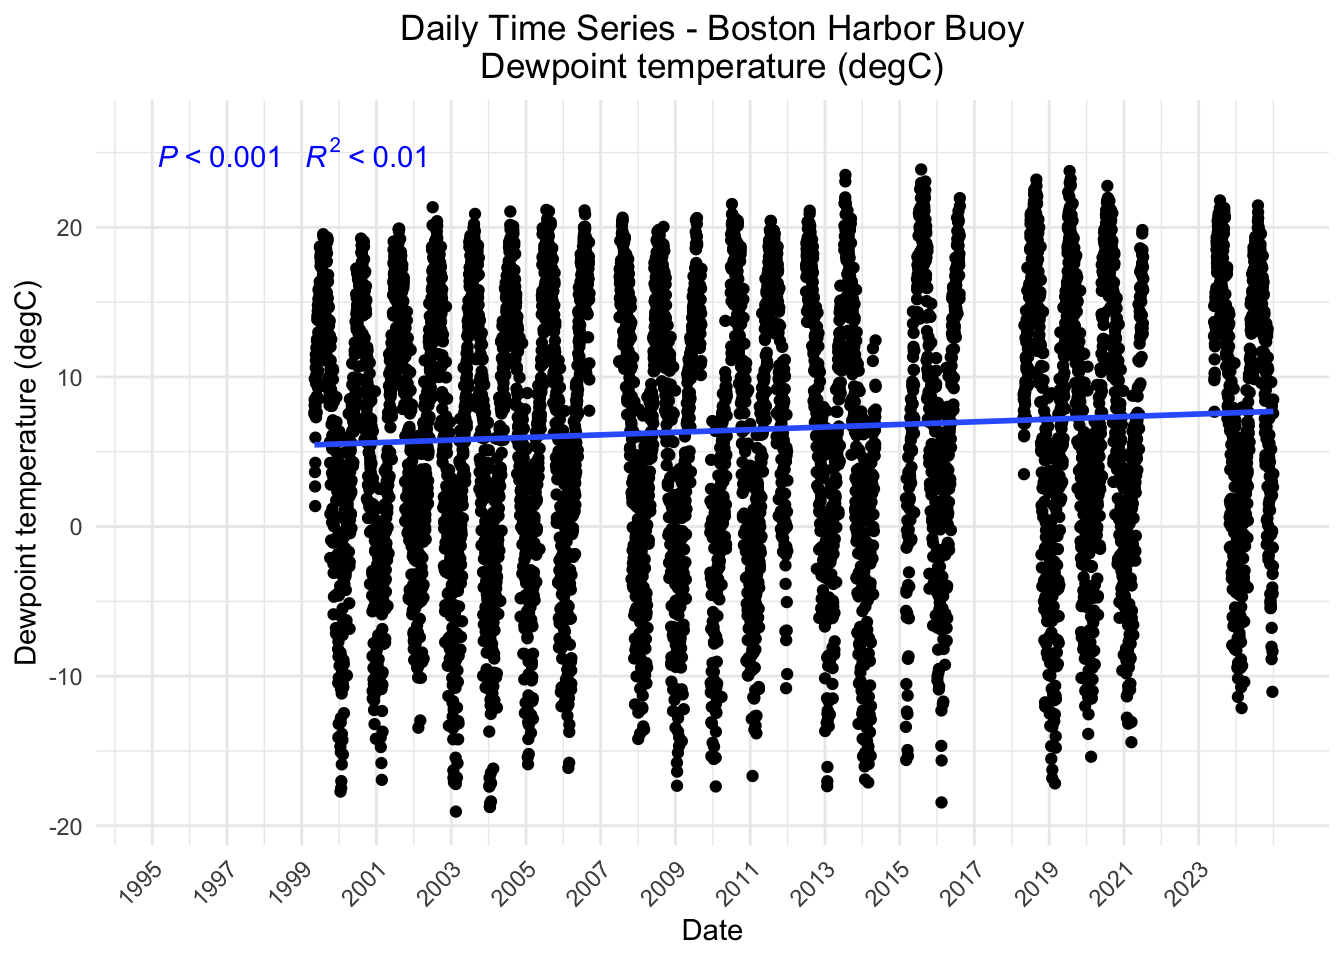 Daily Time Series - Boston Harbor Buoy
Dewpoint temperature (degC)
P < 0.001 R² < 0.01
Dewpoint temperature (degC)
20
10
0
-10
-20
1995 1997 1999 2001 2003 2005 2007 2009 2011 2013 2015 2017 2019 2021 2023
Date